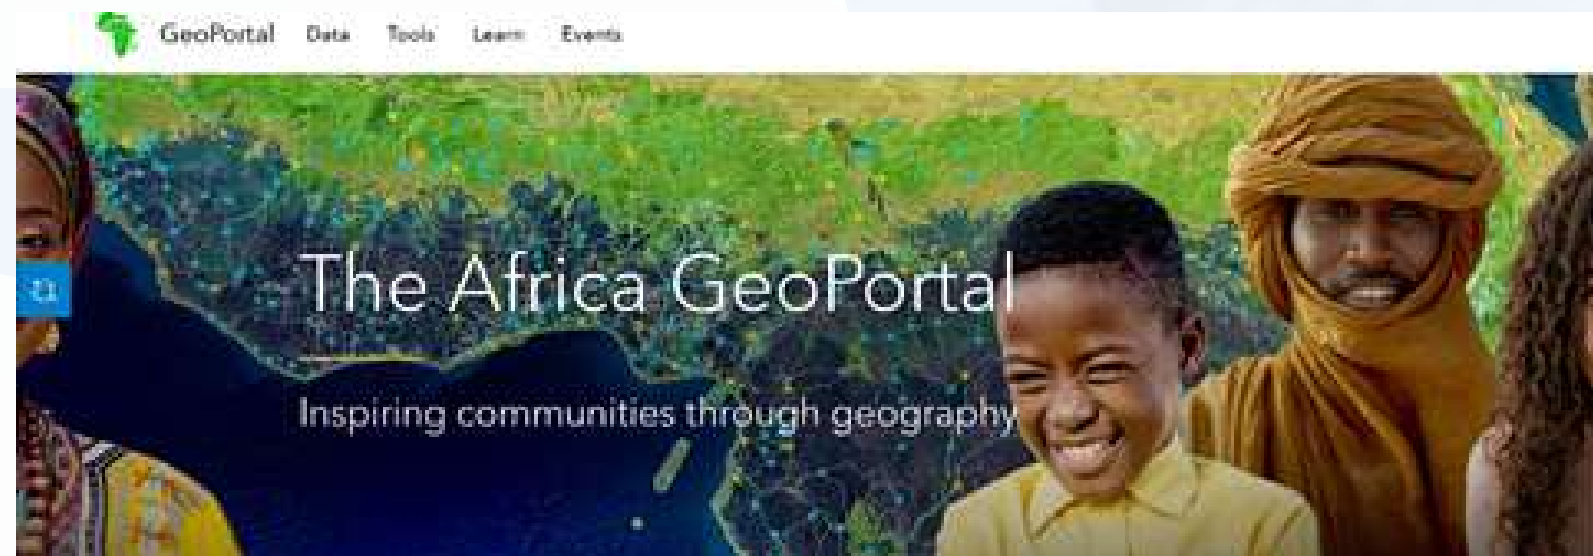 GeoPortal Data Tools Learn Events
The Africa GeoPortal
Inspiring communities through geography